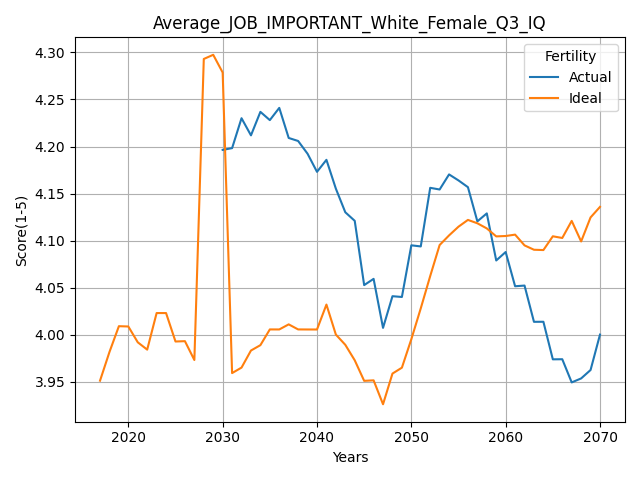 Average_JOB_IMPORTANT_White_Female_Q3_IQ
Fertility
Actual
Ideal
Score(1-5)
4.30
4.25
4.20
4.15
4.10
4.05
4.00
3.95
2020 2030 2040 2050 2060 2070
Years